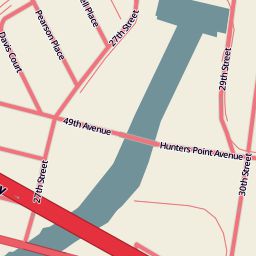 Pearson Place
27th Street
29th Street
Davis Court
49th Avenue
Hunters Point Avenue
27th Street
30th Street